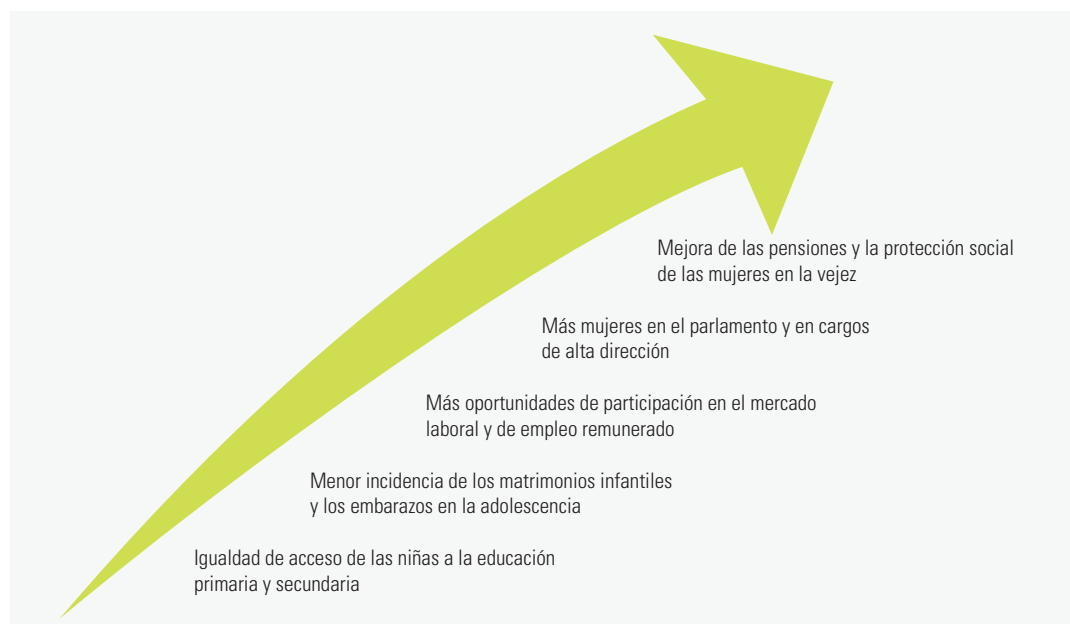 Mejora de las pensiones y la protección social
de las mujeres en la vejez
Más mujeres en el parlamento y en cargos
de alta dirección
Más oportunidades de participación en el mercado
laboral y de empleo remunerado
Menor incidencia de los matrimonios infantiles
y los embarazos en la adolescencia
Igualdad de acceso de las niñas a la educación
primaria y secundaria